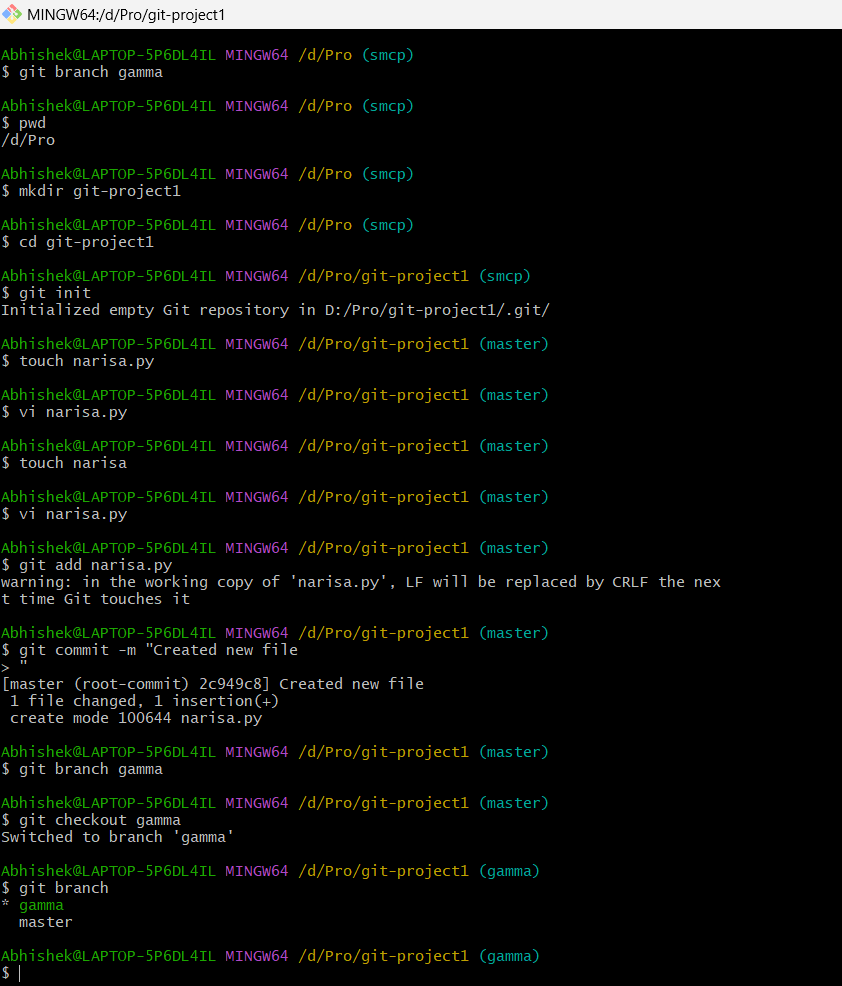 MINGW64:/d/Pro/git-project1
Abhishek@LAPTOP-5P6DL4IL MINGW64 /d/Pro (smcp)
$ git branch gamma
Abhishek@LAPTOP-5P6DL4IL MINGW64 /d/Pro (smcp)
$ pwd
/d/Pro
Abhishek@LAPTOP-5P6DL4IL MINGW64 /d/Pro (smcp)
$ mkdir git-project1
Abhishek@LAPTOP-5P6DL4IL MINGW64 /d/Pro (smcp)
$ cd git-project1
Abhishek@LAPTOP-5P6DL4IL MINGW64 /d/Pro/git-project1 (smcp)
$ git init
Initialized empty Git repository in D:/Pro/git-project1/.git/
Abhishek@LAPTOP-5P6DL4IL MINGW64 /d/Pro/git-project1 (master)
$ touch narisa.py
Abhishek@LAPTOP-5P6DL4IL MINGW64 /d/Pro/git-project1 (master)
$ vi narisa.py
Abhishek@LAPTOP-5P6DL4IL MINGW64 /d/Pro/git-project1 (master)
$ touch narisa
Abhishek@LAPTOP-5P6DL4IL MINGW64 /d/Pro/git-project1 (master)
$ vi narisa.py
Abhishek@LAPTOP-5P6DL4IL MINGW64 /d/Pro/git-project1 (master)
$ git add narisa.py
warning: in the working copy of 'narisa.py', LF will be replaced by CRLF the nex
t time Git touches it
Abhishek@LAPTOP-5P6DL4IL MINGW64 /d/Pro/git-project1 (master)
$ git commit -m "Created new file
> "
[master (root-commit) 2c949c8] Created new file
 1 file changed, 1 insertion(+)
 create mode 100644 narisa.py
Abhishek@LAPTOP-5P6DL4IL MINGW64 /d/Pro/git-project1 (master)
$ git branch gamma
Abhishek@LAPTOP-5P6DL4IL MINGW64 /d/Pro/git-project1 (master)
$ git checkout gamma
Switched to branch 'gamma'
Abhishek@LAPTOP-5P6DL4IL MINGW64 /d/Pro/git-project1 (gamma)
$ git branch
* gamma
  master
Abhishek@LAPTOP-5P6DL4IL MINGW64 /d/Pro/git-project1 (gamma)
$